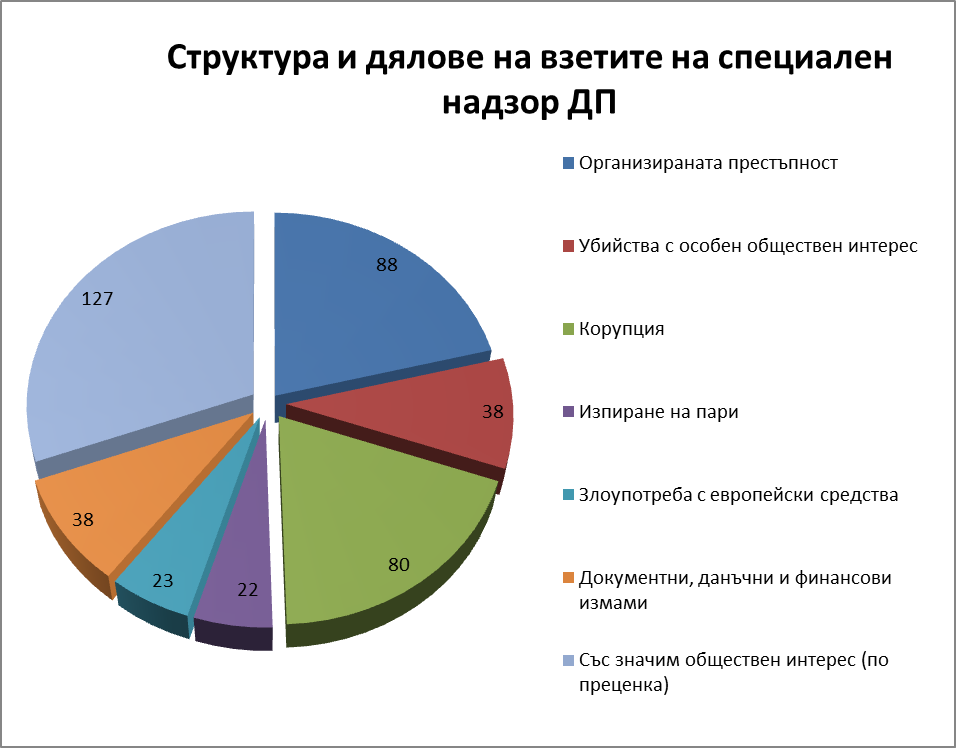 Структура и дялове на взетите на специален
надзор ДП
Организираната престъпност
Убийства с особен обществен интерес
Корупция
Изпиране на пари
Злоупотреба с европейски средства
Документни, данъчни и финансови
измами
Със значим обществен интерес (по
преценка)
88
38
80
22
23
38
127